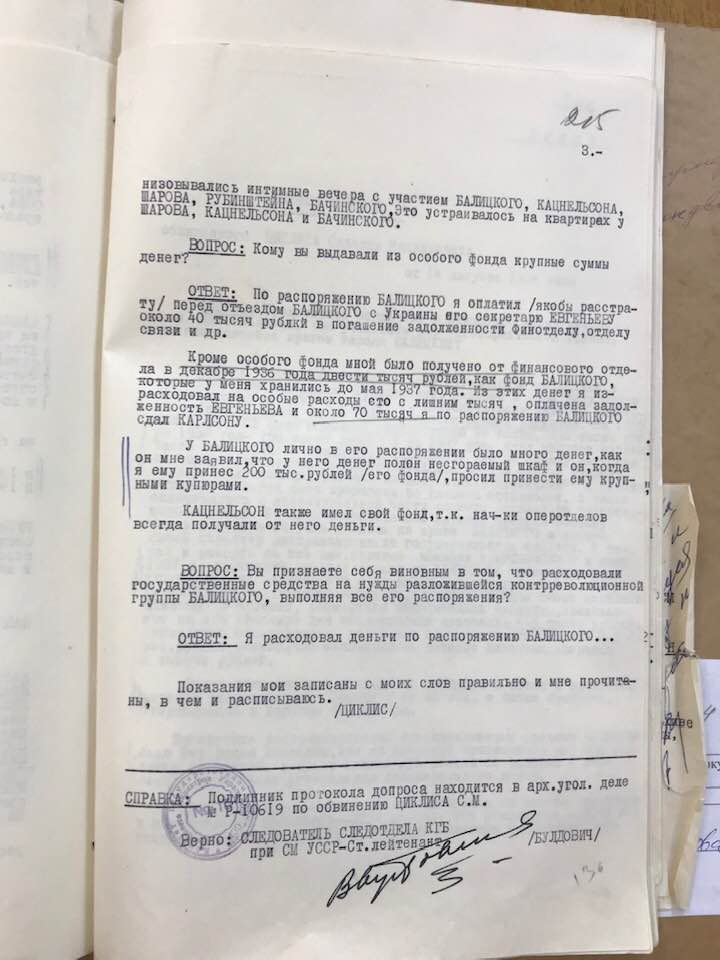 215
3.-
низовывались интимные вечера с участием БАЛИЦКОГО, КАЦНЕЛЬСОНА,
ШАРОВА, РУБИНШТЕЙНА, БАЧИНСКОГО,Это устраивалось на квартирах у
ШАРОВА, КАЦНЕЛЬСОНА и БАЧИНСКОГО.
ВОПРОС: Кому вы выдавали из особого фонда крупные суммы
денег?
ОТВЕТ: По распоряжению БАЛИЦКОГО я оплатил /якобы расстра-
ту/ перед отъездом БАЛИЦКОГО с Украины его секретарю ЕВГЕНЬЕВУ
около 40 тысяч рублкй в погашение задолженности Финотделу,отделу
связи и др.
Кроме особого фонда мной было получено от финансового отде-
ла в декабре 1936 года двести тысяч рублей,как фонд БАЛИЦКОГО,
которые у меня хранились до мая 1937 года. Из этих денег я из-
расходовал на особые расходы сто с лишним тысяч , оплачена задол-
женность ЕВГЕНЬЕВА и около 70 тысяч я по распоряжению БАЛИЦКОГО
сдал КАРЛСОНУ.
У БАЛИЦКОГО лично в его распоряжении было много денег,как
он мне заявил,что у него денег полон несгораемый шкаф и он,когда
я ему принес 200 тыс.рублей /его фонда/,просил принести ему круп-
ными купюрами.
КАЦНЕЛЬСОН также имел свой фонд,т.к. нач-ки оперотделов
всегда получали от него деньги.
ВОПРОС: Вы признаете себя виновным в том, что расходовали
государственные средства на нужды разложившейся контрреволюционной
группы БАЛИЦКОГО, выполняя все его распоряжения?
ОТВЕТ: Я расходовал деньги по распоряжению БАЛИЦКОГО...
Показания мои записаны с моих слов правильно и мне прочита-
ны, в чем и расписываюсь.
/ЦИКЛИС/
СПРАВКА: Подлинник протокола допроса находится в арх.угол. деле
№ Р-10619 по обвинению ЦИКЛИСА С.М.
Верно: СЛЕДОВАТЕЛЬ СЛЕДОТДЕЛА КГБ
при СМ УССР-Ст.лейтенант /БУЛДОВИЧ/
136